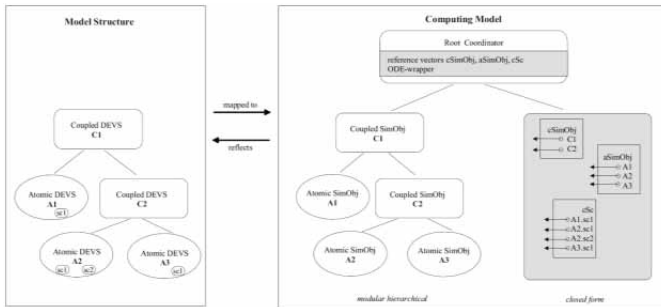 Model Structure
Coupled DEVS
C1
Atomic DEVS
A1
sc1
Coupled DEVS
C2
Atomic DEVS
A2
sc1 sc2
Atomic DEVS
A3
sc1
mapped to
reflects
Computing Model
Root Coordinator
reference vectors cSimObj, aSimObj, cSc
ODE-wrapper
Coupled SimObj
C1
Atomic SimObj
A1
Coupled SimObj
C2
Atomic SimObj
A2
Atomic SimObj
A3
modular hierarchical
cSimObj
C1
C2
aSimObj
A1
A2
A3
cSc
A1.sc1
A2.sc1
A2.sc2
A3.sc1
closed form